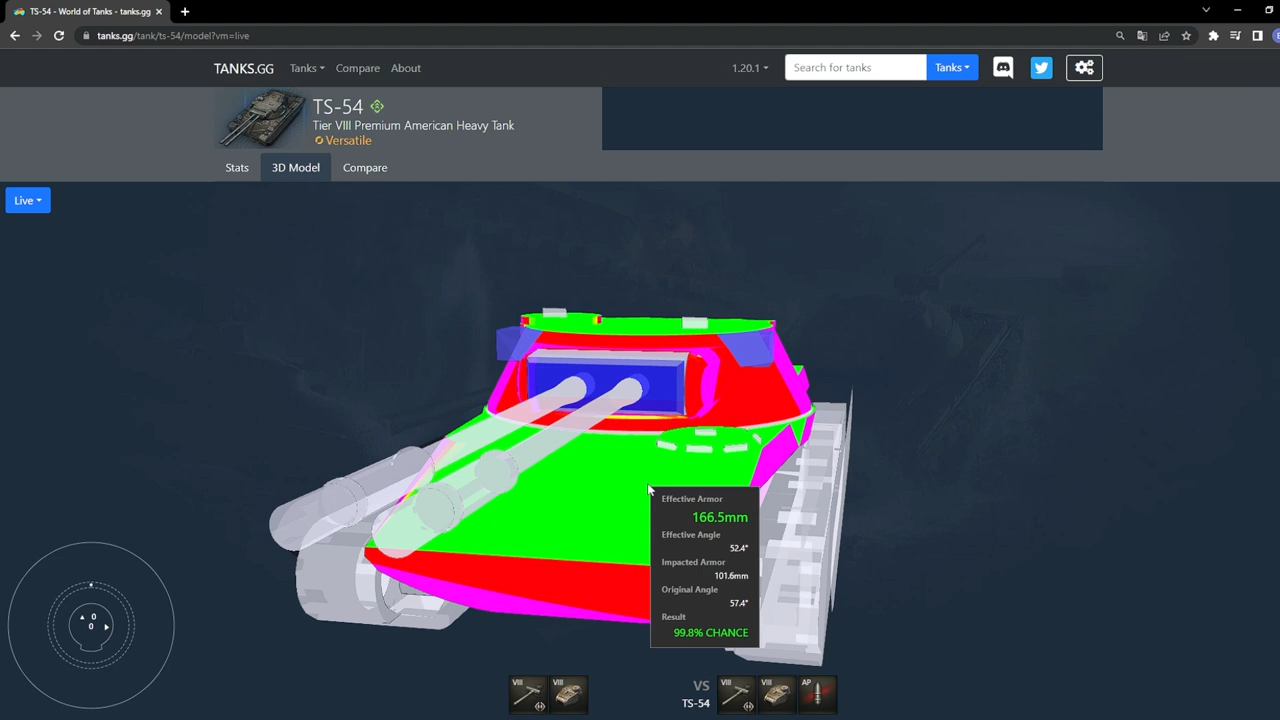 TS-54 - World of Tanks - tanks.gg
tanks.gg/tank/ts-54/model?vm=live
TANKS.GG Tanks Compare About 1.20.1 Search for tanks Tanks
TS-54
Tier VIII Premium American Heavy Tank
Versatile
Stats 3D Model Compare
Live
Effective Armor
166.5mm
Effective Angle
52.4°
Impacted Armor
101.6mm
Original Angle
57.4°
Result
99.8% CHANCE
0
0
VIII VIII VS VIII VIII AP
TS-54